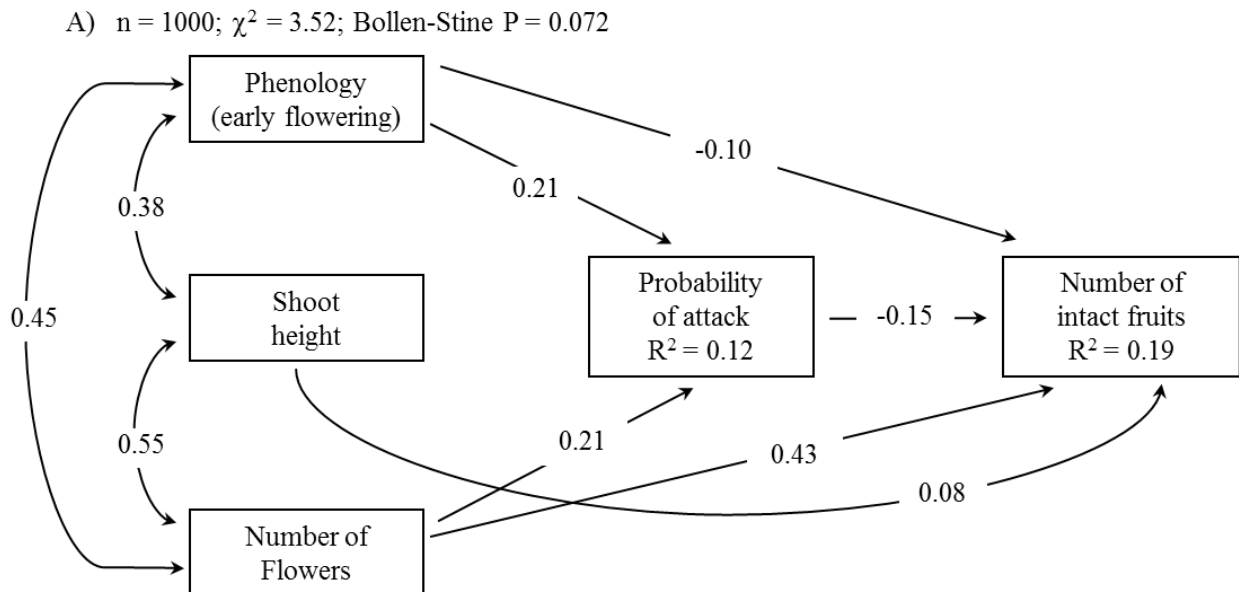 A) n = 1000; χ² = 3.52; Bollen-Stine P = 0.072
Phenology
(early flowering)
-0.10
0.21
0.38
Shoot
height
Probability
of attack
R² = 0.12
-0.15
Number of
intact fruits
R² = 0.19
0.45
0.55
0.21
0.43
0.08
Number of
Flowers